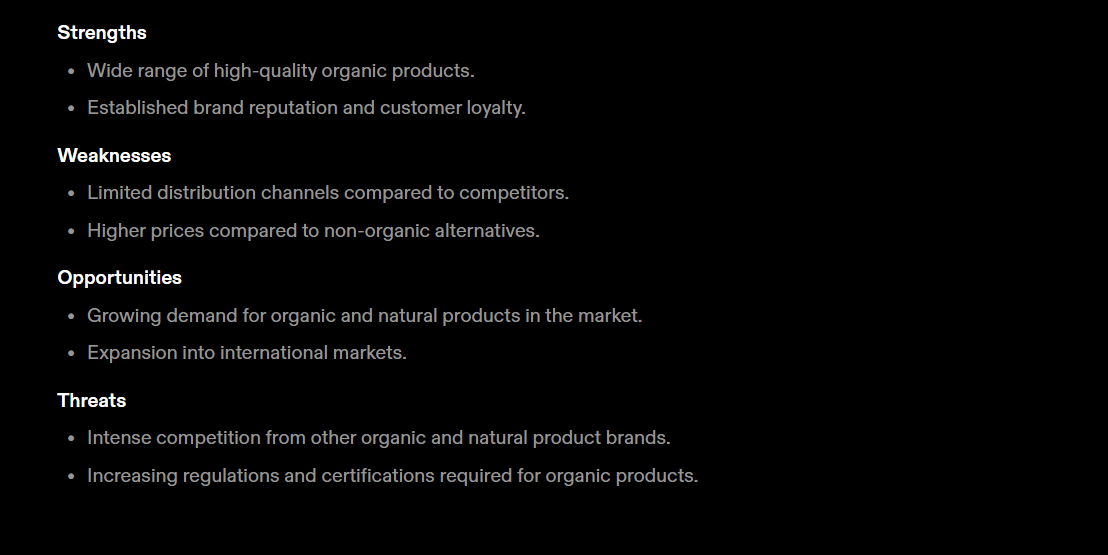 Strengths
• Wide range of high-quality organic products.
• Established brand reputation and customer loyalty.
Weaknesses
• Limited distribution channels compared to competitors.
• Higher prices compared to non-organic alternatives.
Opportunities
• Growing demand for organic and natural products in the market.
• Expansion into international markets.
Threats
• Intense competition from other organic and natural product brands.
• Increasing regulations and certifications required for organic products.